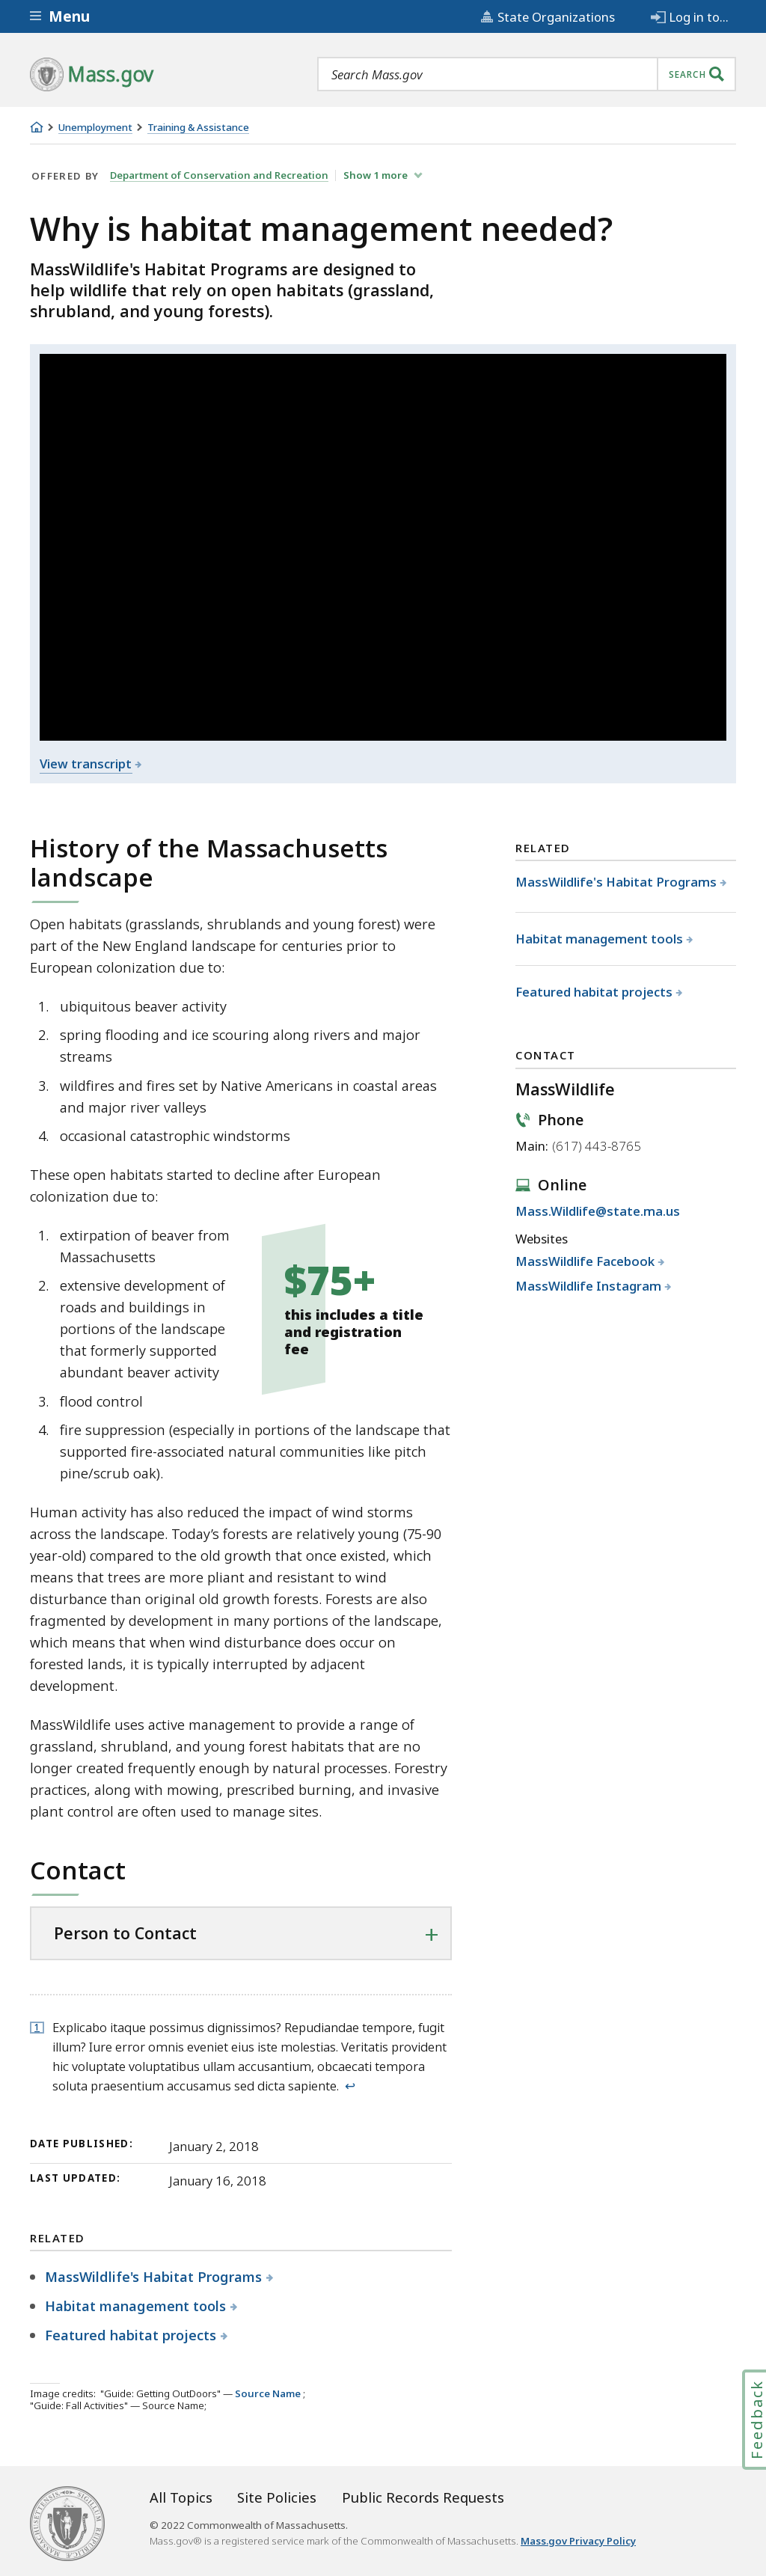 Menu
State Organizations
Log in to...
Mass.gov
Search Mass.gov
SEARCH
Unemployment
Training & Assistance
OFFERED BY Department of Conservation and Recreation Show 1 more
Why is habitat management needed?
MassWildlife's Habitat Programs are designed to
help wildlife that rely on open habitats (grassland,
shrubland, and young forests).
View transcript
History of the Massachusetts
landscape
Open habitats (grasslands, shrublands and young forest) were
part of the New England landscape for centuries prior to
European colonization due to:
1. ubiquitous beaver activity
2. spring flooding and ice scouring along rivers and major
streams
3. wildfires and fires set by Native Americans in coastal areas
and major river valleys
4. occasional catastrophic windstorms
These open habitats started to decline after European
colonization due to:
1. extirpation of beaver from
Massachusetts
2. extensive development of
roads and buildings in
portions of the landscape
that formerly supported
abundant beaver activity
$75+
this includes a title
and registration
fee
3. flood control
4. fire suppression (especially in portions of the landscape that
supported fire-associated natural communities like pitch
pine/scrub oak).
Human activity has also reduced the impact of wind storms
across the landscape. Today’s forests are relatively young (75-90
year-old) compared to the old growth that once existed, which
means that trees are more pliant and resistant to wind
disturbance than original old growth forests. Forests are also
fragmented by development in many portions of the landscape,
which means that when wind disturbance does occur on
forested lands, it is typically interrupted by adjacent
development.
MassWildlife uses active management to provide a range of
grassland, shrubland, and young forest habitats that are no
longer created frequently enough by natural processes. Forestry
practices, along with mowing, prescribed burning, and invasive
plant control are often used to manage sites.
Contact
Person to Contact
1 Explicabo itaque possimus dignissimos? Repudiandae tempore, fugit
illum? Iure error omnis eveniet eius iste molestias. Veritatis provident
hic voluptate voluptatibus ullam accusantium, obcaecati tempora
soluta praesentium accusamus sed dicta sapiente. ↩
DATE PUBLISHED: January 2, 2018
LAST UPDATED: January 16, 2018
RELATED
MassWildlife's Habitat Programs
Habitat management tools
Featured habitat projects
Image credits: "Guide: Getting OutDoors" — Source Name ;
"Guide: Fall Activities" — Source Name;
RELATED
MassWildlife's Habitat Programs
Habitat management tools
Featured habitat projects
CONTACT
MassWildlife
Phone
Main: (617) 443-8765
Online
Mass.Wildlife@state.ma.us
Websites
MassWildlife Facebook
MassWildlife Instagram
Feedback
All Topics
Site Policies
Public Records Requests
© 2022 Commonwealth of Massachusetts.
Mass.gov® is a registered service mark of the Commonwealth of Massachusetts. Mass.gov Privacy Policy